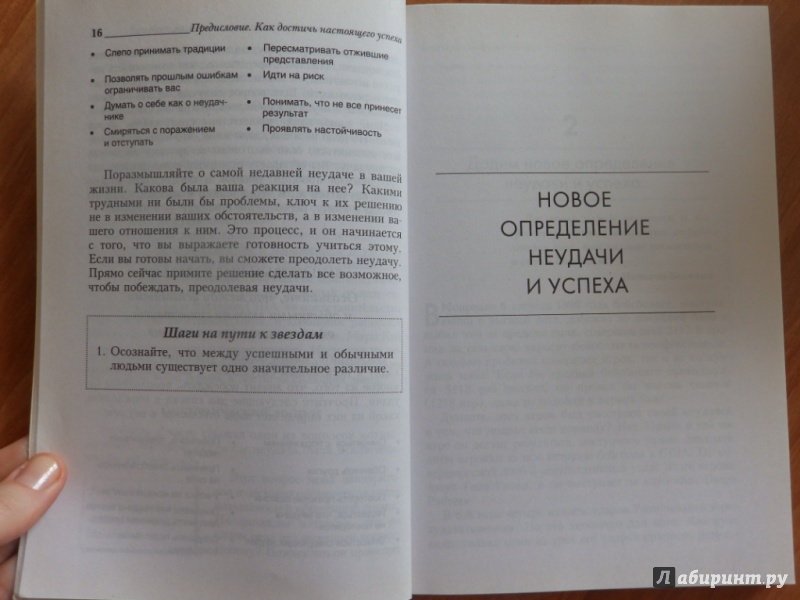 16 Предисловие. Как достичь настоящего успеха
• Слепо принимать традиции
• Пересматривать отжившие
представления
• Позволять прошлым ошибкам
ограничивать вас
• Идти на риск
• Думать о себе как о неудач-
нике
• Понимать, что не все принесет
результат
• Смиряться с поражением
и отступать
• Проявлять настойчивость
Поразмышляйте о самой недавней неудаче в вашей
жизни. Какова была ваша реакция на нее? Какими
трудными ни были бы проблемы, ключ к их решению
не в изменении ваших обстоятельств, а в изменении ва-
шего отношения к ним. Это процесс, и он начинается
с того, что вы выражаете готовность учиться этому.
Если вы готовы начать, вы сможете преодолеть неудачу.
Прямо сейчас примите решение сделать все возможное,
чтобы побеждать, преодолевая неудачи.
Шаги на пути к звездам
1. Осознайте, что между успешными и обычными
людьми существует одно значительное различие.
НОВОЕ
ОПРЕДЕЛЕНИЕ
НЕУДАЧИ
И УСПЕХА
Лабиринт.ру